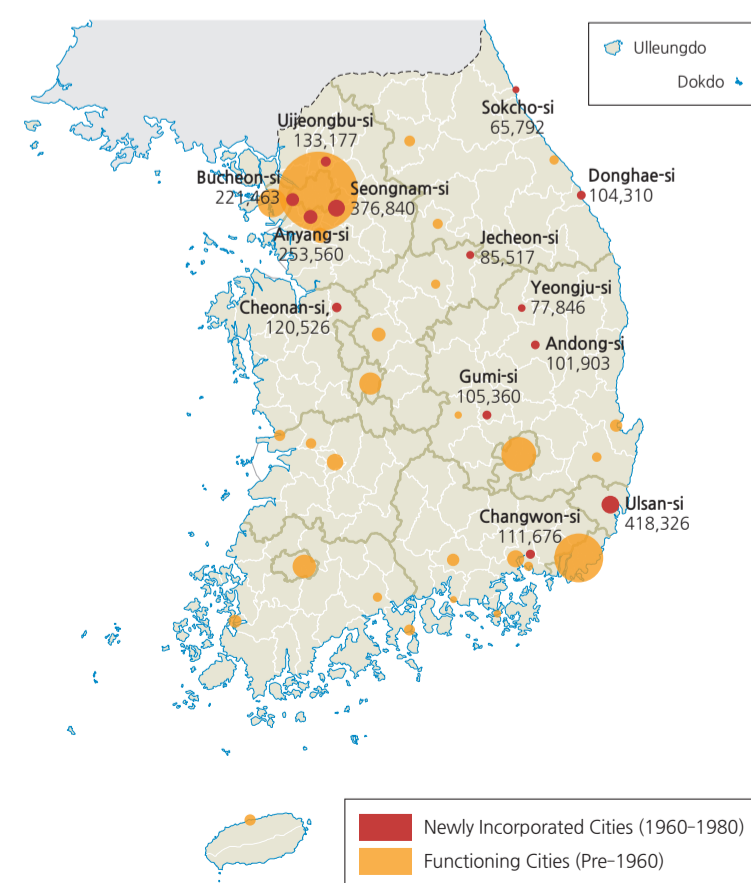 Ulleungdo
Dokdo
Sokcho-si
65,792
Uijeongbu-si
133,177
Bucheon-si
221,463
Seongnam-si
376,840
Donghae-si
104,310
Anyang-si
253,560
Jecheon-si
85,517
Yeongju-si
77,846
Cheonan-si,
120,526
Andong-si
101,903
Gumi-si
105,360
Ulsan-si
418,326
Changwon-si
111,676
Newly Incorporated Cities (1960–1980)
Functioning Cities (Pre–1960)